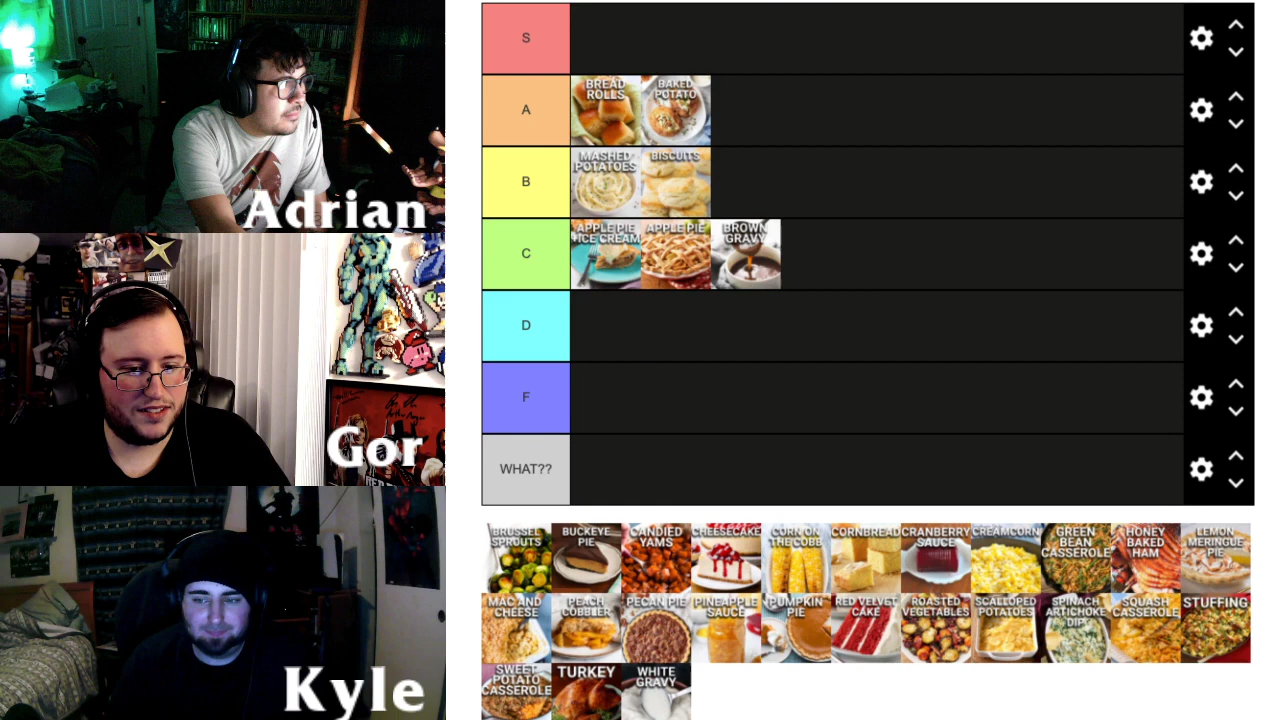 Adrian
Gor
Kyle
S
A
BREAD
ROLLS
BAKED
POTATO
B
MASHED
POTATOES
BISCUITS
C
APPLE PIE
ICE CREAM
APPLE PIE
BROWN
GRAVY
D
F
WHAT??
BRUSSEL
SPROUTS
BUCKEYE
PIE
CANDIED
YAMS
CHEESECAKE
CORN ON
THE COBB
CORNBREAD
CRANBERRY
SAUCE
CREAMCORN
GREEN
BEAN
CASSEROLE
HONEY
BAKED
HAM
LEMON
MERINGUE
PIE
MAC AND
CHEESE
PEACH
COBBLER
PECAN PIE
PINEAPPLE
SAUCE
PUMPKIN
PIE
RED VELVET
CAKE
ROASTED
VEGETABLES
SCALLOPED
POTATOES
SPINACH
ARTICHOKE
DIP
SQUASH
CASSEROLE
STUFFING
SWEET
POTATO
CASSEROLE
TURKEY
WHITE
GRAVY